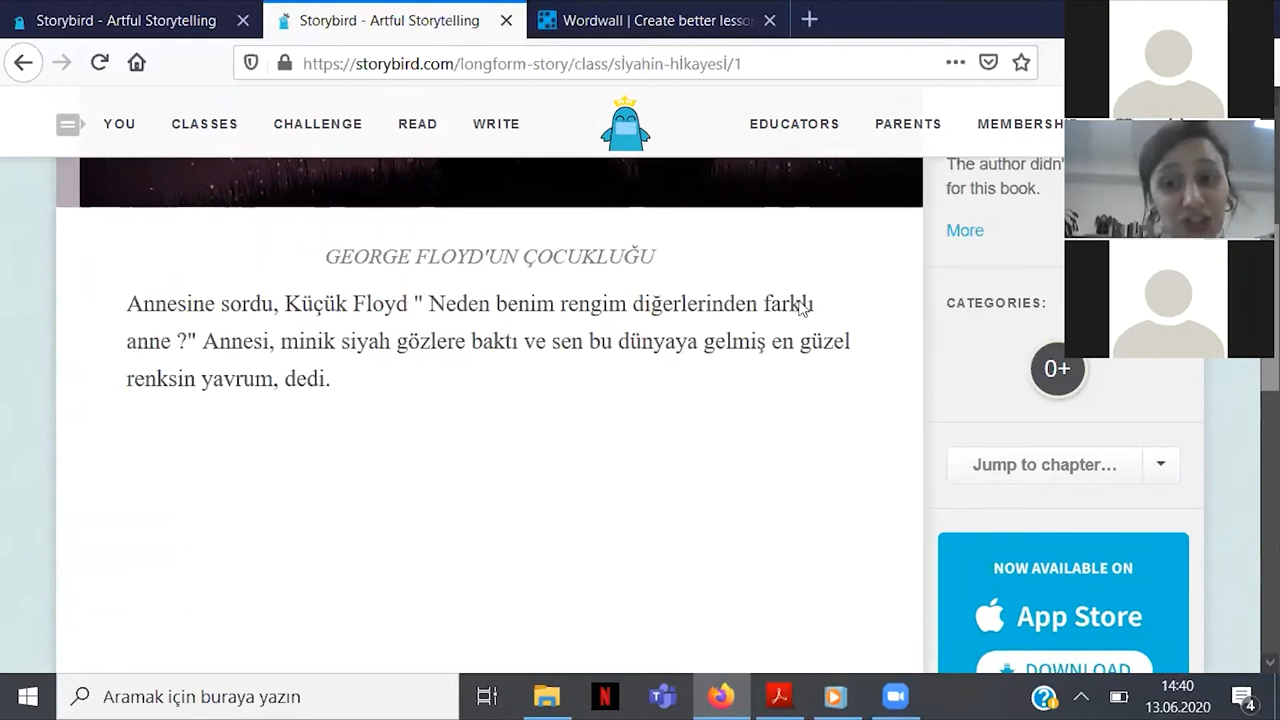 Storybird - Artful Storytelling
Storybird - Artful Storytelling
Wordwall | Create better lesso
https://storybird.com/longform-story/class/siyahin-hikayesi/1
YOU CLASSES CHALLENGE READ WRITE
EDUCATORS PARENTS MEMBERSH
The author didn'
for this book.
More
GEORGE FLOYD'UN ÇOCUKLUĞU
Annesine sordu, Küçük Floyd " Neden benim rengim diğerlerinden farklı
anne ?" Annesi, minik siyah gözlere baktı ve sen bu dünyaya gelmiş en güzel
renksin yavrum, dedi.
CATEGORIES:
0+
Jump to chapter...
NOW AVAILABLE ON
App Store
DOWNLOAD
Aramak için buraya yazın
14:40
13.06.2020
4